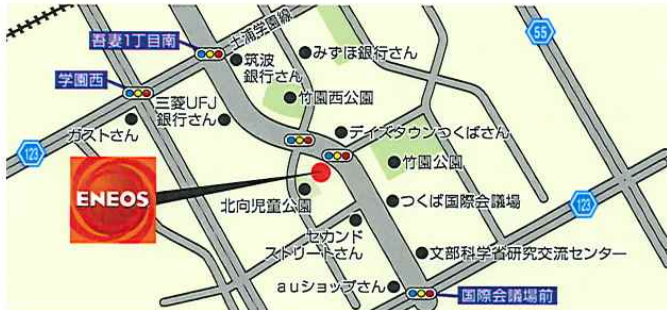 吾妻1丁目南
土浦学園線
みずほ銀行さん
55
学園西
筑波
銀行さん
三菱UFJ
銀行さん
竹園西公園
ガストさん
デイズタウンつくばさん
123
竹園公園
ENEOS
北向児童公園
つくば国際会議場
123
セカンド
ストリートさん
文部科学省研究交流センター
auショップさん
国際会議場前